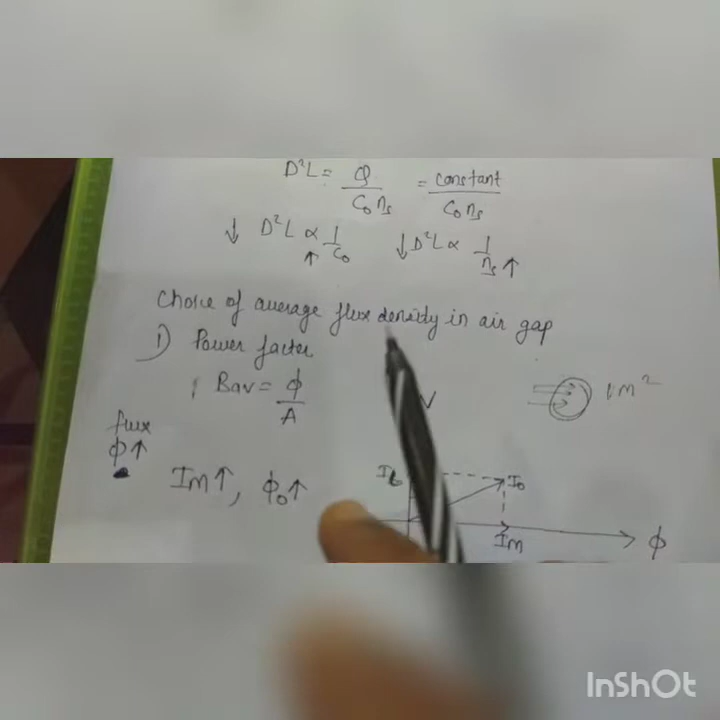 D²L = Q / C₀ nₛ = constant / C₀ nₛ
↓ D²L ∝ 1 / ↑ C₀ ↓ D²L ∝ 1 / nₛ ↑
Choice of average flux density in air gap
1) Power factor
Bav = ϕ / A
1m²
V
flux
ϕ↑
Im↑, ϕ₀↑
I₀
Im
ϕ
InShOt